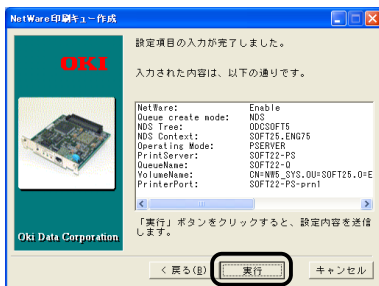 NetWare印刷キュー作成
設定項目の入力が完了しました。
OKI
入力された内容は、以下の通りです。
NetWare: Enable
Queue create mode: NDS
NDS Tree: ODCSOFT5
NDS Context: SOFT25.ENG75
Operating Mode: PSERVER
PrintServer: SOFT22-PS
QueueName: SOFT22-Q
VolumeName: CN=NW5_SYS.OU=SOFT25.O=E
PrinterPort: SOFT22-PS-prn1
「実行」ボタンをクリックすると、設定内容を送信
します。
Oki Data Corporation
< 戻る(B)
実行
キャンセル